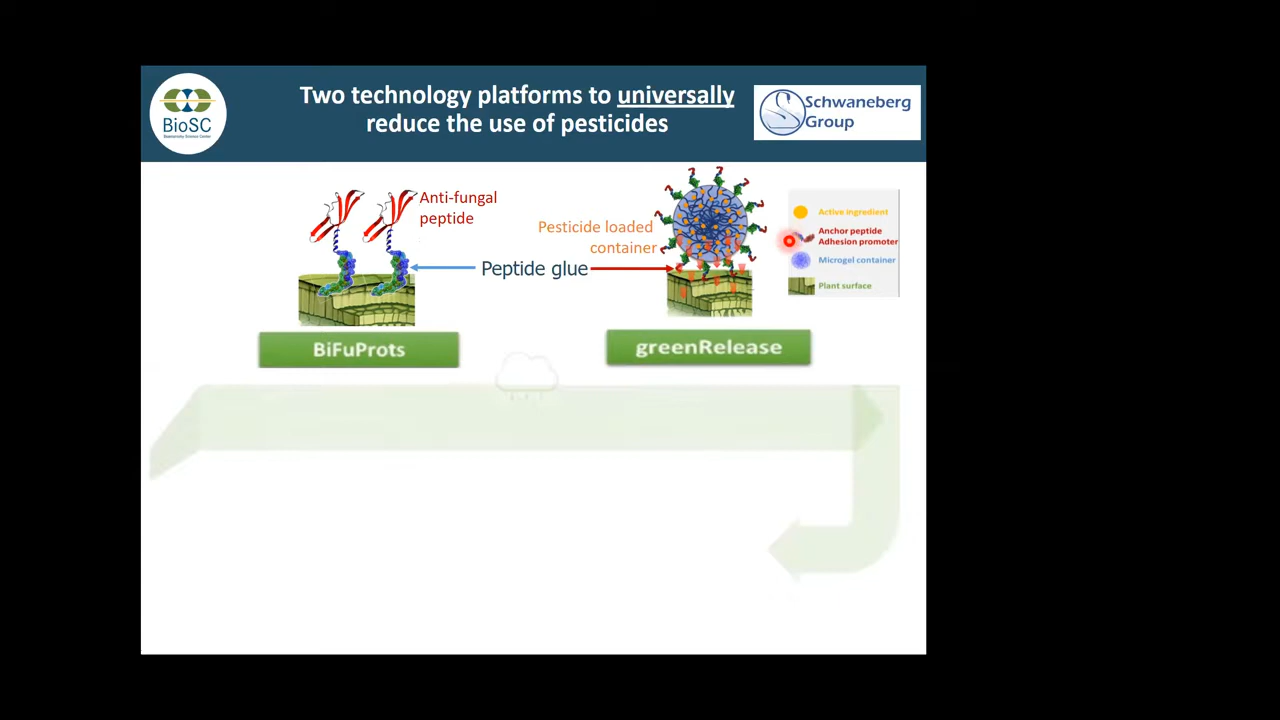 Two technology platforms to universally
reduce the use of pesticides
BioSC
Schwaneberg
Group
Anti-fungal
peptide
Pesticide loaded
container
Peptide glue
Active ingredient
Anchor peptide
Adhesion promoter
Microgel container
Plant surface
BiFuProts
greenRelease